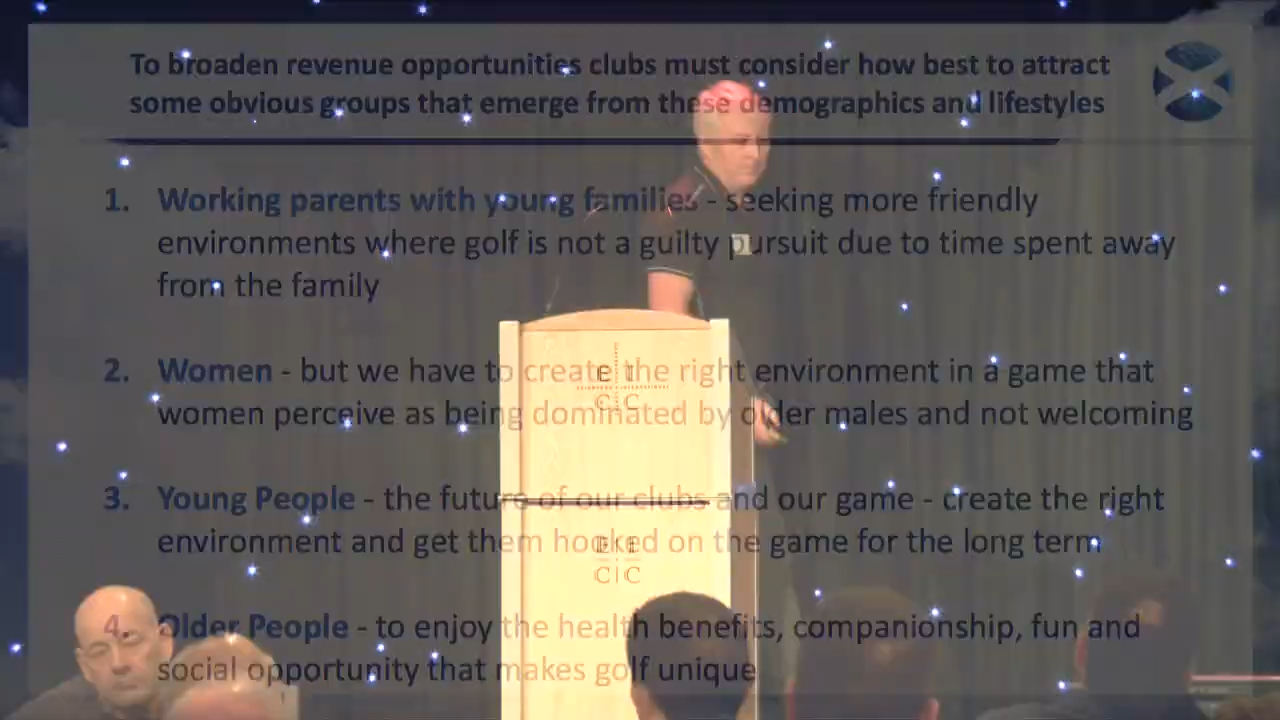 To broaden revenue opportunities clubs must consider how best to attract
some obvious groups that emerge from these demographics and lifestyles
1. Working parents with young families - seeking more friendly
environments where golf is not a guilty pursuit due to time spent away
from the family
2. Women - but we have to create the right environment in a game that
women perceive as being dominated by older males and not welcoming
3. Young People - the future of our clubs and our game - create the right
environment and get them hooked on the game for the long term
4. Older People - to enjoy the health benefits, companionship, fun and
social opportunity that makes golf unique
E I
C C
E I
C C